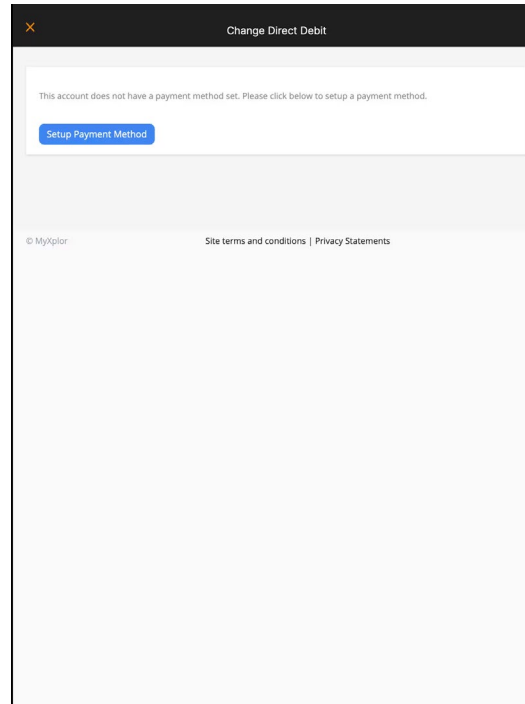 Change Direct Debit
This account does not have a payment method set. Please click below to setup a payment method.
Setup Payment Method
© MyXplor
Site terms and conditions | Privacy Statements